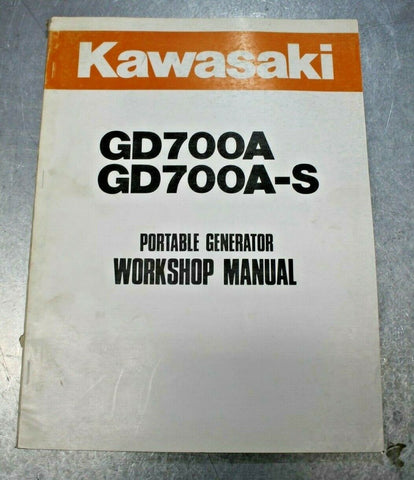 Kawasaki
GD700A
GD700A-S
PORTABLE GENERATOR
WORKSHOP MANUAL